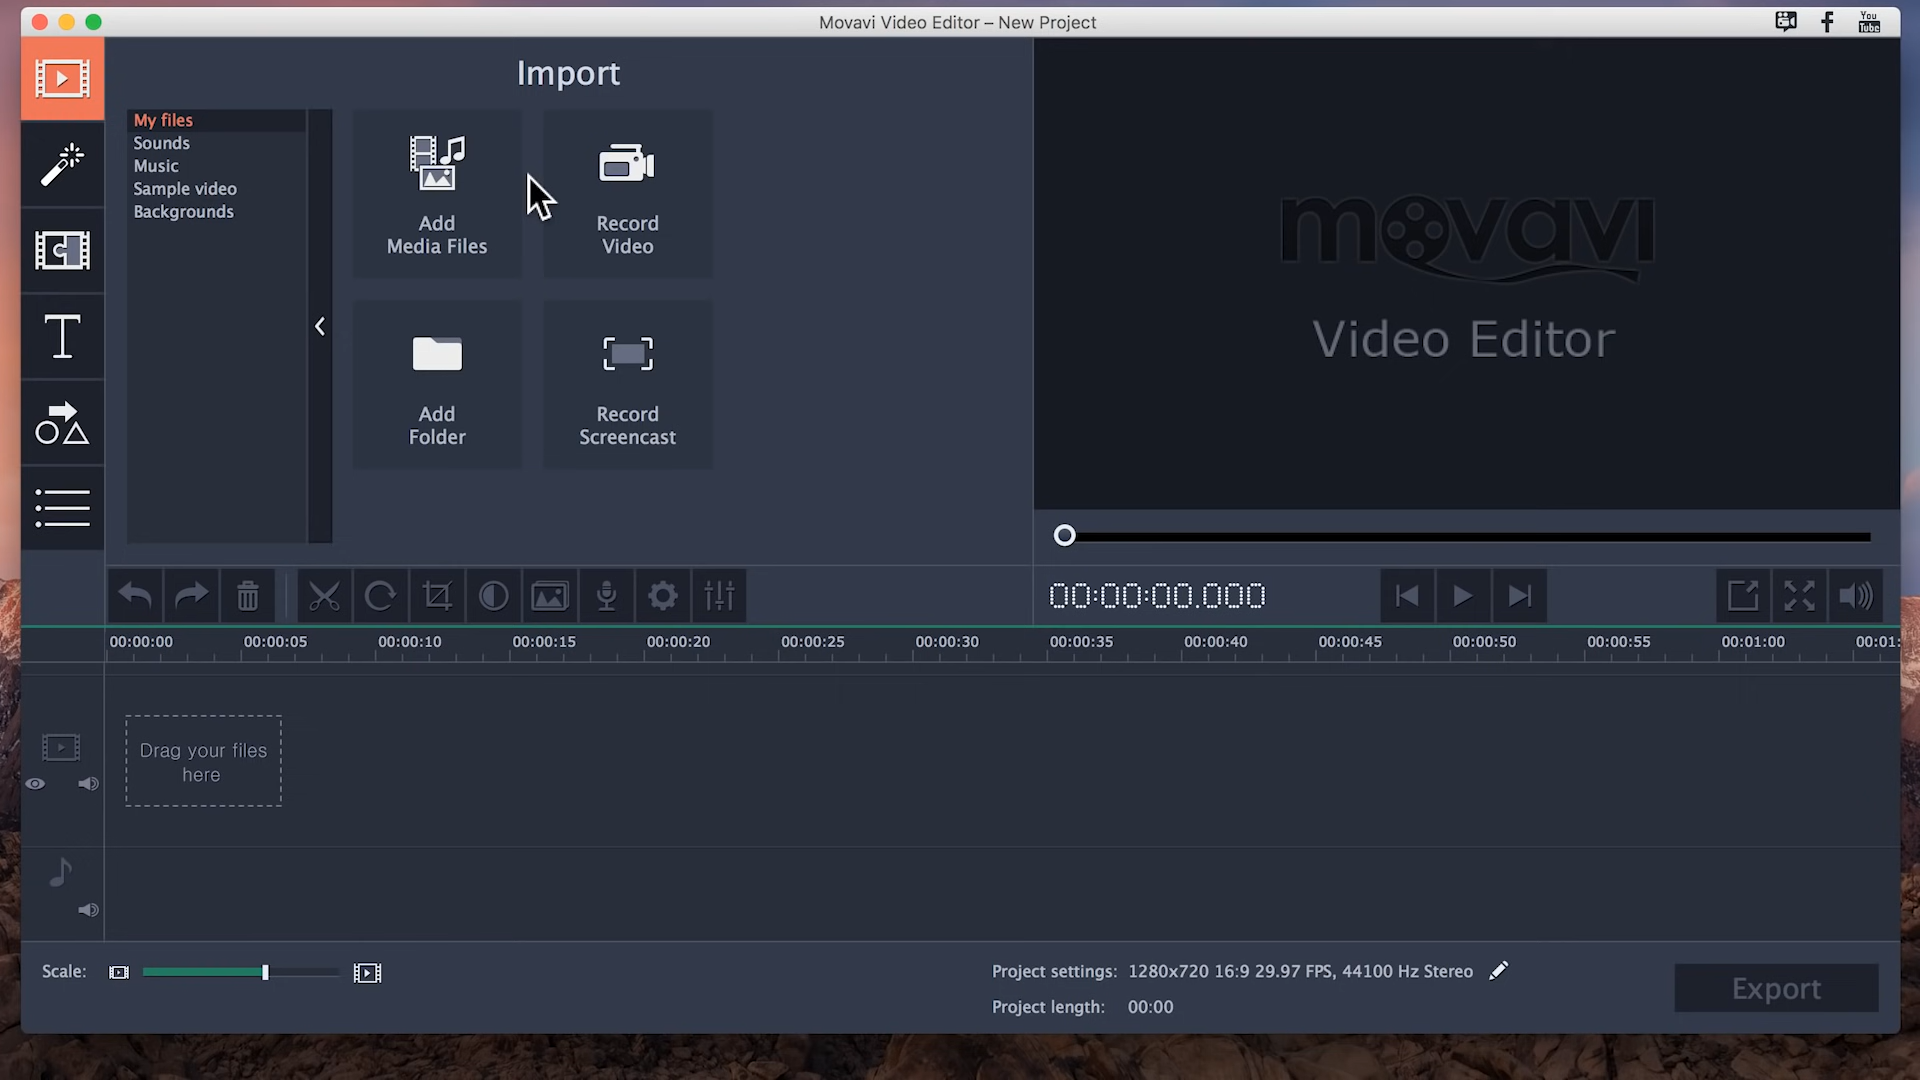 Movavi Video Editor – New Project
You
Tube
Import
My files
Sounds
Music
Sample video
Backgrounds
Add
Media Files
Record
Video
Add
Folder
Record
Screencast
movavi
Video Editor
00:00:00.000
00:00:00 00:00:05 00:00:10 00:00:15 00:00:20 00:00:25 00:00:30 00:00:35 00:00:40 00:00:45 00:00:50 00:00:55 00:01:00 00:01:
Drag your files
here
Scale:
Project settings: 1280x720 16:9 29.97 FPS, 44100 Hz Stereo
Project length: 00:00
Export